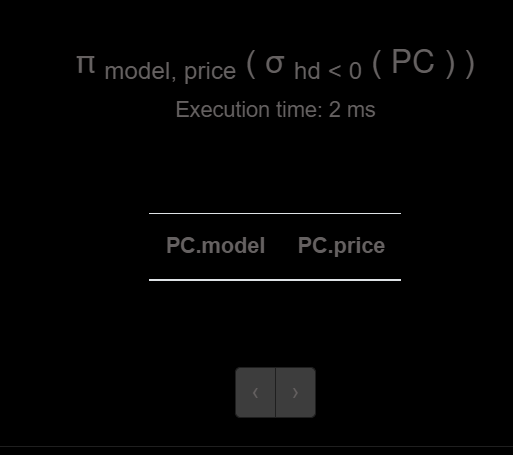 π model, price ( σ hd < 0 ( PC ) )
Execution time: 2 ms
PC.model PC.price
‹ ›